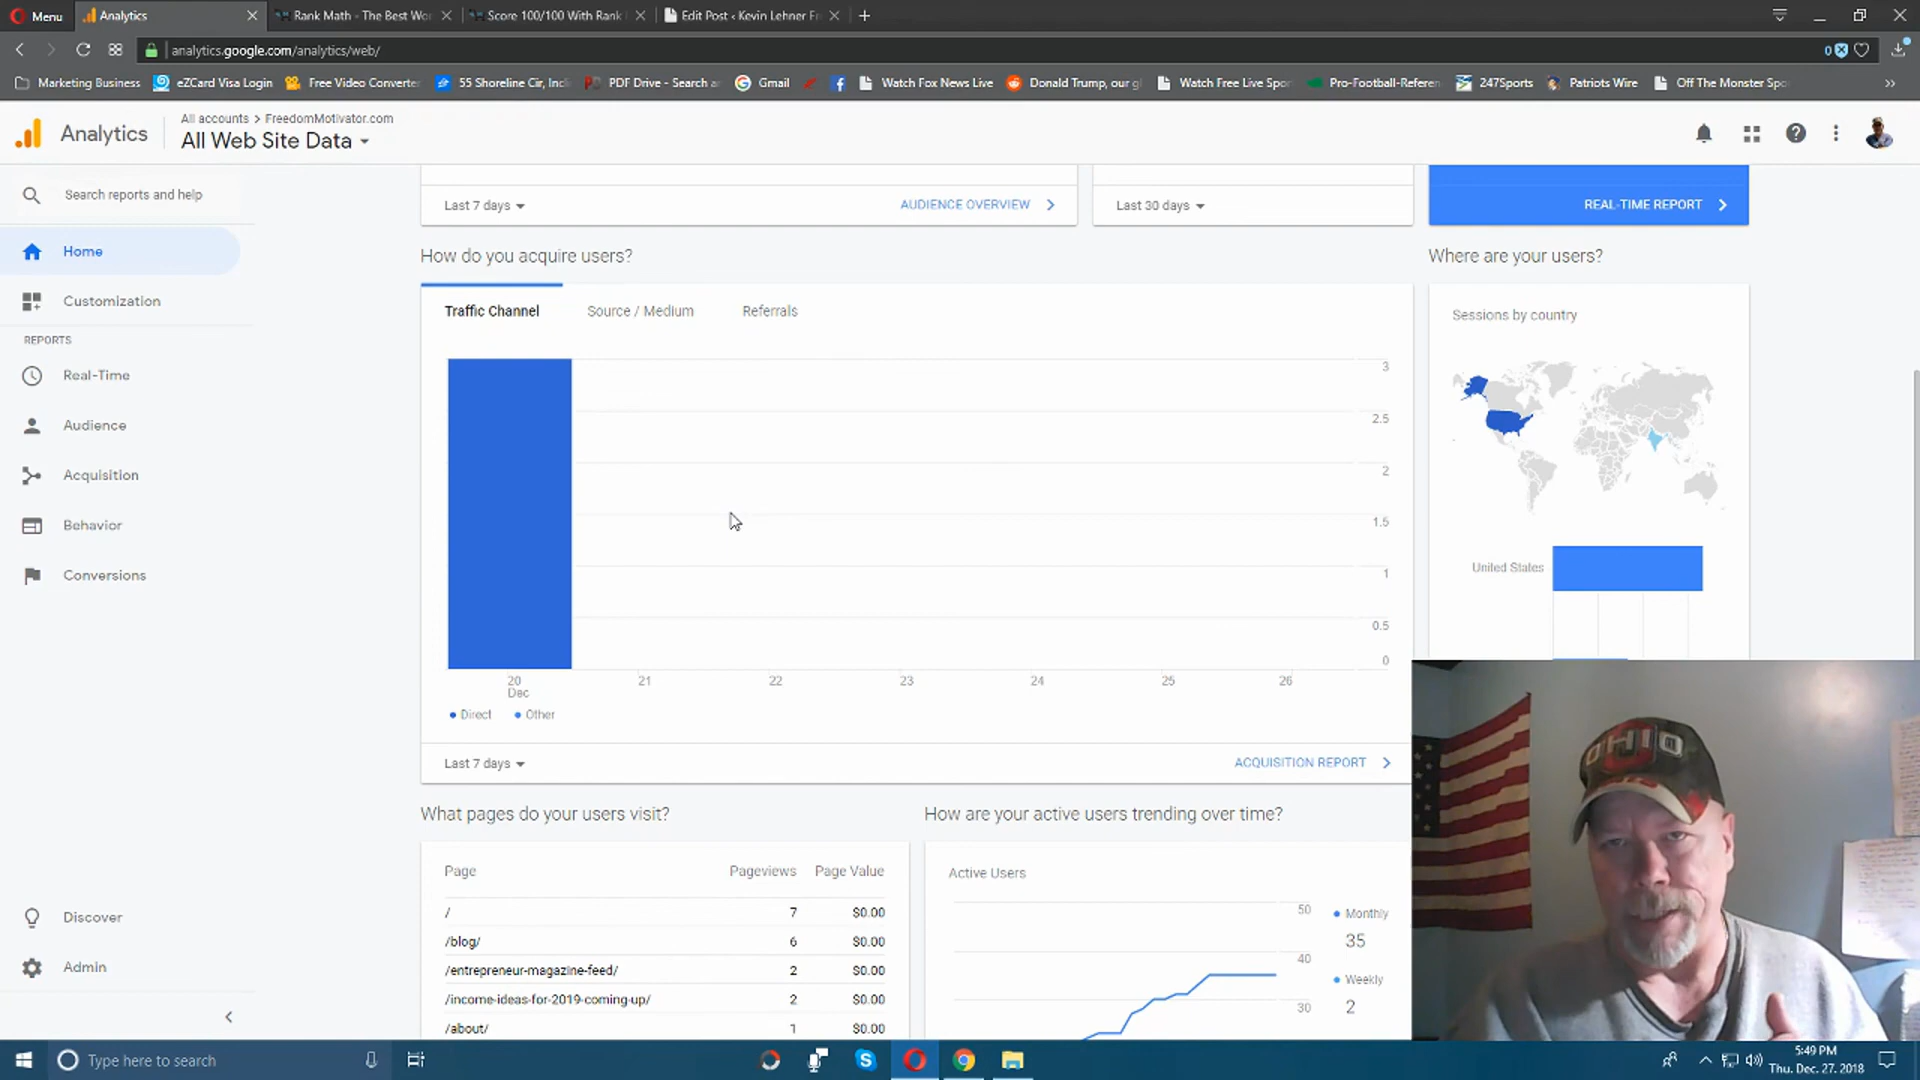 Menu
Analytics
Rank Math - The Best Wo
Score 100/100 With Rank
Edit Post ‹ Kevin Lehner Fr
analytics.google.com/analytics/web/
0
Marketing Business
eZCard Visa Login
Free Video Converte
55 Shoreline Cir, Incl
PDF Drive - Search a
Gmail
Watch Fox News Live
Donald Trump, our g
Watch Free Live Spo
Pro-Football-Referen
247Sports
Patriots Wire
Off The Monster Spo
Analytics
All accounts > FreedomMotivator.com
All Web Site Data
Search reports and help
Home
Customization
REPORTS
Real-Time
Audience
Acquisition
Behavior
Conversions
Discover
Admin
Last 7 days
AUDIENCE OVERVIEW
Last 30 days
REAL-TIME REPORT
How do you acquire users?
Traffic Channel
Source / Medium
Referrals
3
2.5
2
1.5
1
0.5
0
20
Dec
21
22
23
24
25
26
Direct
Other
Last 7 days
ACQUISITION REPORT
Where are your users?
Sessions by country
United States
What pages do your users visit?
Page Pageviews Page Value
/ 7 $0.00
/blog/ 6 $0.00
/entrepreneur-magazine-feed/ 2 $0.00
/income-ideas-for-2019-coming-up/ 2 $0.00
/about/ 1 $0.00
How are your active users trending over time?
Active Users
50
40
30
Monthly
35
Weekly
2
OHIO
Type here to search
5:49 PM
Thu. Dec. 27. 2018